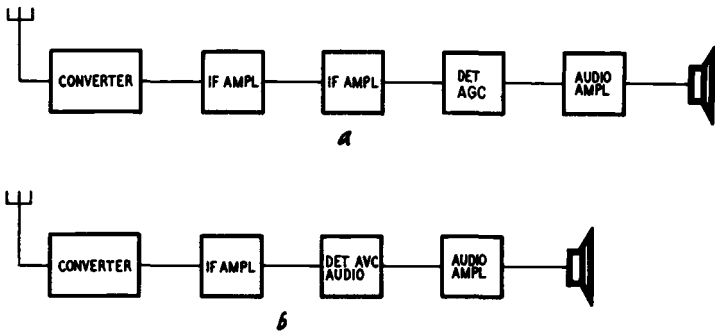 CONVERTER
IF AMPL
IF AMPL
DET
AGC
AUDIO
AMPL
a
CONVERTER
IF AMPL
DET AVC
AUDIO
AUDIO
AMPL
b